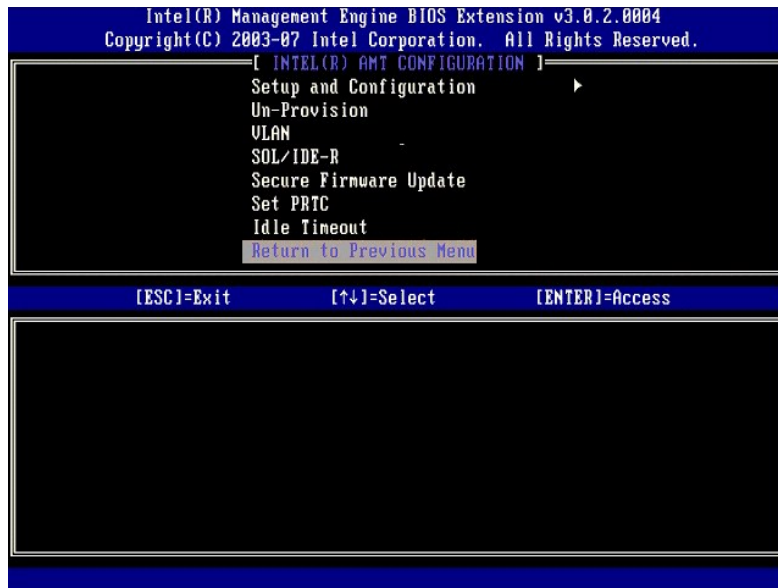 Intel(R) Management Engine BIOS Extension v3.0.2.0004
Copyright(C) 2003-07 Intel Corporation. All Rights Reserved.
[ INTEL(R) AMT CONFIGURATION ]
Setup and Configuration ►
Un-Provision
VLAN
SOL/IDE-R
Secure Firmware Update
Set PRTC
Idle Timeout
Return to Previous Menu
[ESC]=Exit [↑↓]=Select [ENTER]=Access